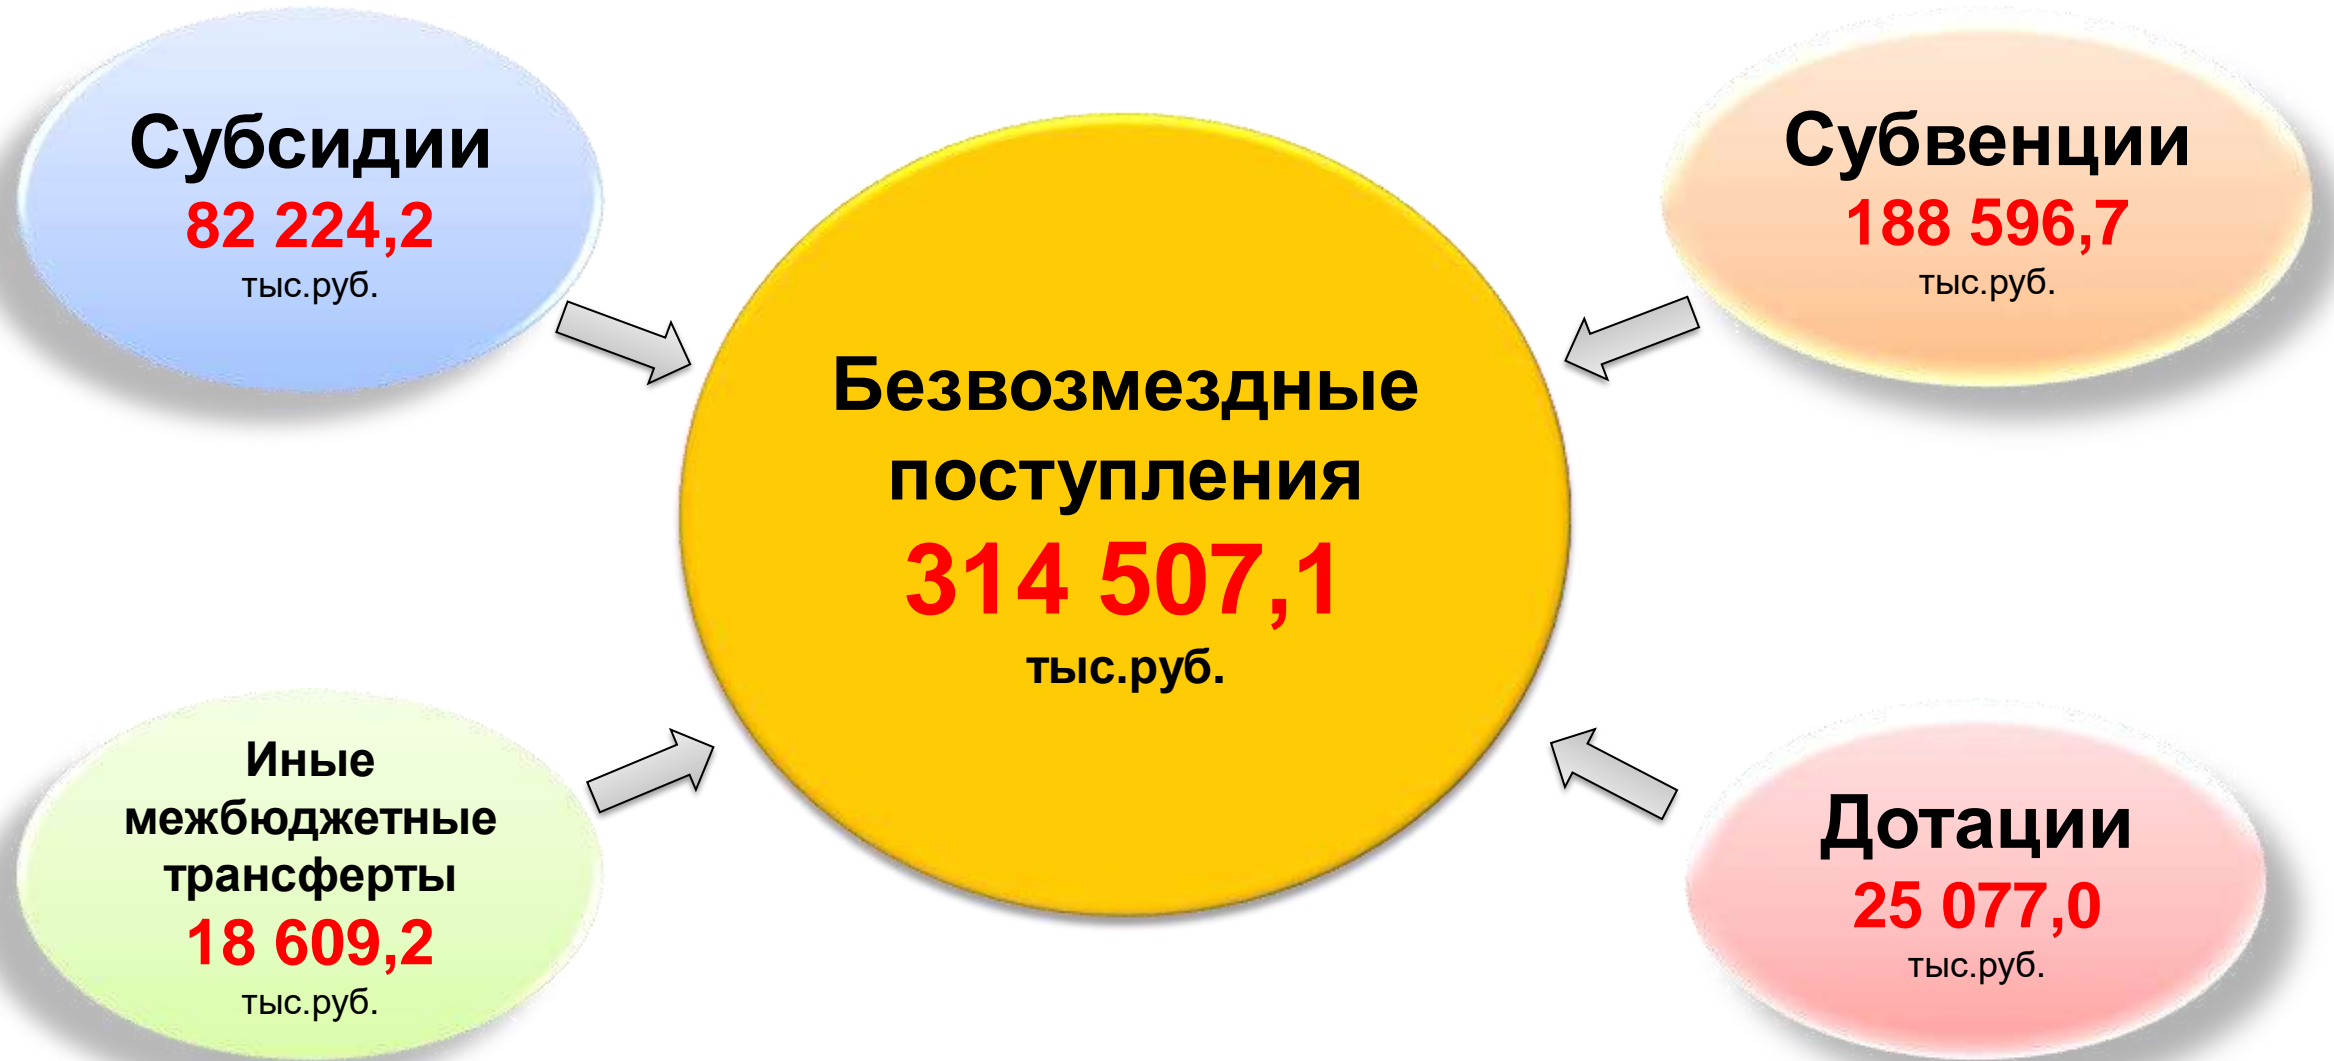 Субсидии
82 224,2
тыс.руб.
Субвенции
188 596,7
тыс.руб.
Безвозмездные
поступления
314 507,1
тыс.руб.
Иные
межбюджетные
трансферты
18 609,2
тыс.руб.
Дотации
25 077,0
тыс.руб.